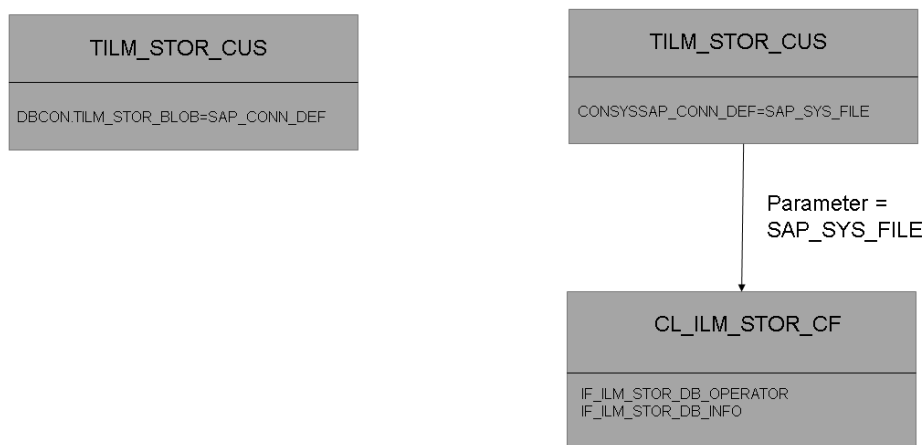 TILM_STOR_CUS
DBCON.TILM_STOR_BLOB=SAP_CONN_DEF
TILM_STOR_CUS
CONSYSSAP_CONN_DEF=SAP_SYS_FILE
Parameter =
SAP_SYS_FILE
CL_ILM_STOR_CF
IF_ILM_STOR_DB_OPERATOR
IF_ILM_STOR_DB_INFO